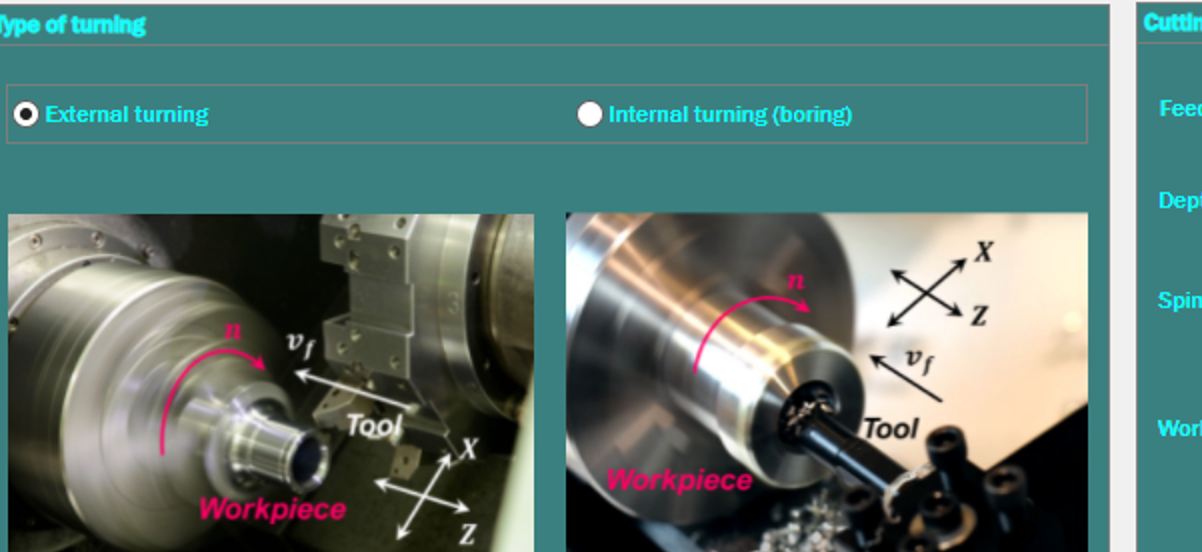 Type of turning
Cuttin
External turning
Internal turning (boring)
Feed
Dept
Spin
Work
n
v_f
Tool
X
Z
Workpiece
n
X
Z
v_f
Tool
Workpiece